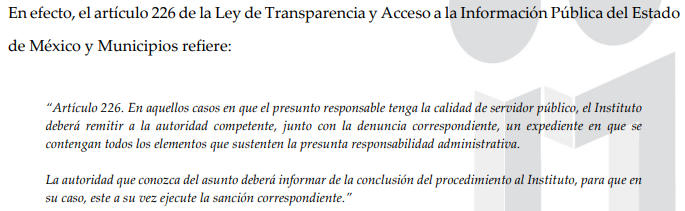 En efecto, el artículo 226 de la Ley de Transparencia y Acceso a la Información Pública del Estado
de México y Municipios refiere:
“Artículo 226. En aquellos casos en que el presunto responsable tenga la calidad de servidor público, el Instituto
deberá remitir a la autoridad competente, junto con la denuncia correspondiente, un expediente en que se
contengan todos los elementos que sustenten la presunta responsabilidad administrativa.
La autoridad que conozca del asunto deberá informar de la conclusión del procedimiento al Instituto, para que en
su caso, este a su vez ejecute la sanción correspondiente.”